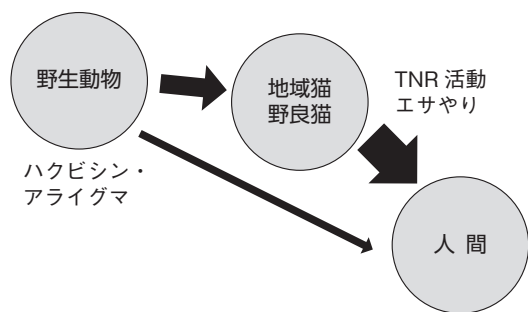 野生動物
地域猫
野良猫
TNR 活動
エサやり
ハクビシン・
アライグマ
人 間